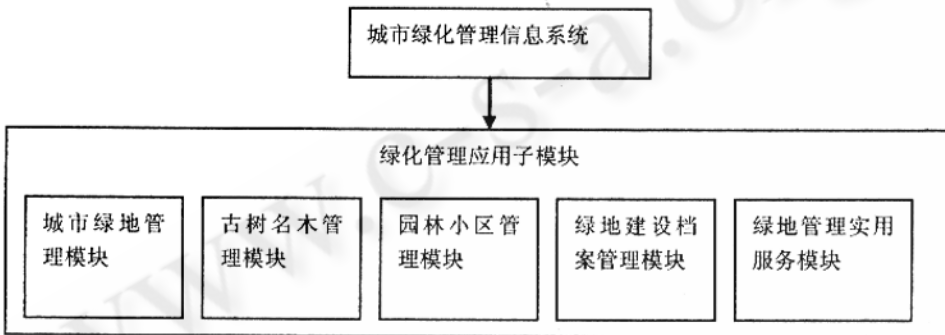 城市绿化管理信息系统
绿化管理应用子模块
城市绿地管
理模块
古树名木管
理模块
园林小区管
理模块
绿地建设档
案管理模块
绿地管理实用
服务模块
www.c-s-a.o